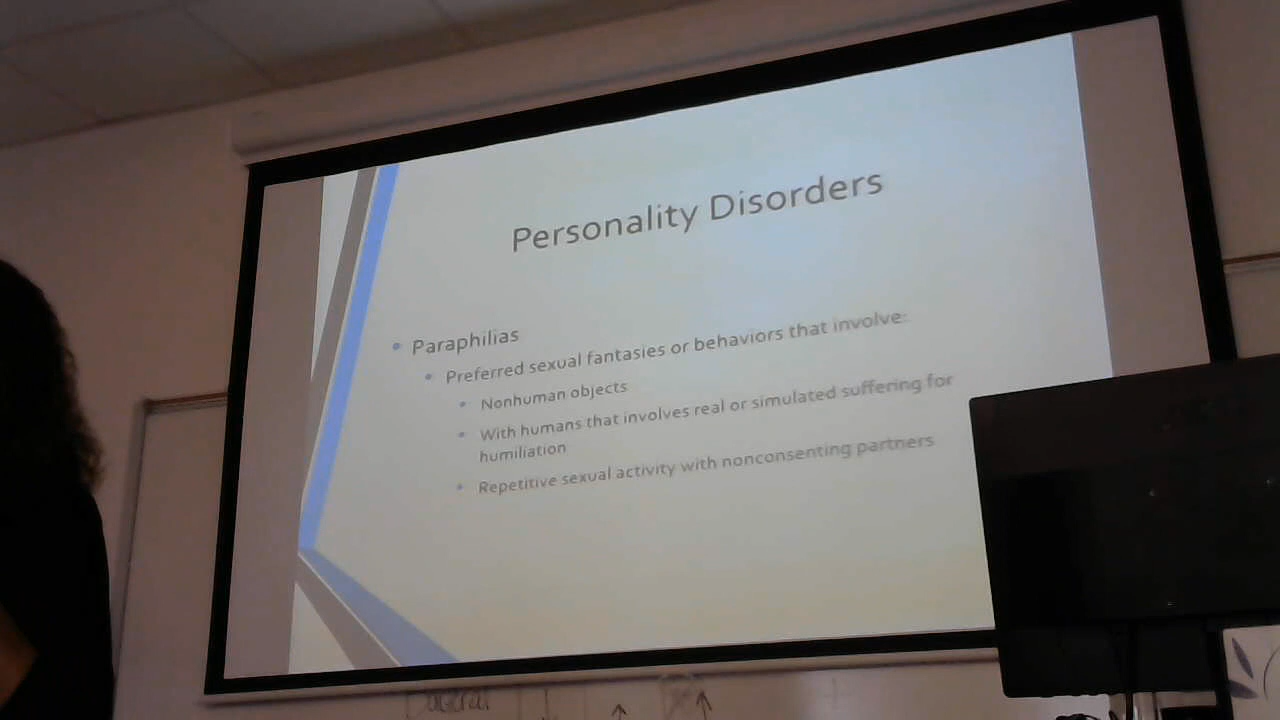 Personality Disorders
• Paraphilias
• Preferred sexual fantasies or behaviors that involve:
• Nonhuman objects
• With humans that involves real or simulated suffering for
humiliation
• Repetitive sexual activity with nonconsenting partners